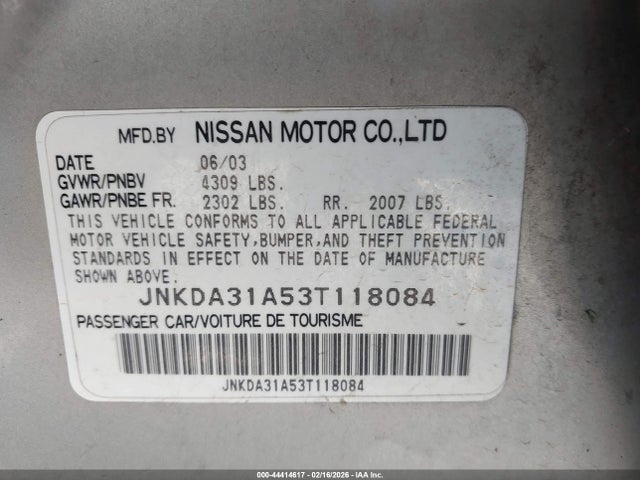 MFD.BY NISSAN MOTOR CO.,LTD
DATE 06/03
GVWR/PNBV 4309 LBS.
GAWR/PNBE FR. 2302 LBS. RR. 2007 LBS.
THIS VEHICLE CONFORMS TO ALL APPLICABLE FEDERAL
MOTOR VEHICLE SAFETY,BUMPER,AND THEFT PREVENTION
STANDARDS IN EFFECT ON THE DATE OF MANUFACTURE
SHOWN ABOVE.
JNKDA31A53T118084
PASSENGER CAR/VOITURE DE TOURISME
JNKDA31A53T118084
000-44414617 - 02/16/2026 - IAA Inc.